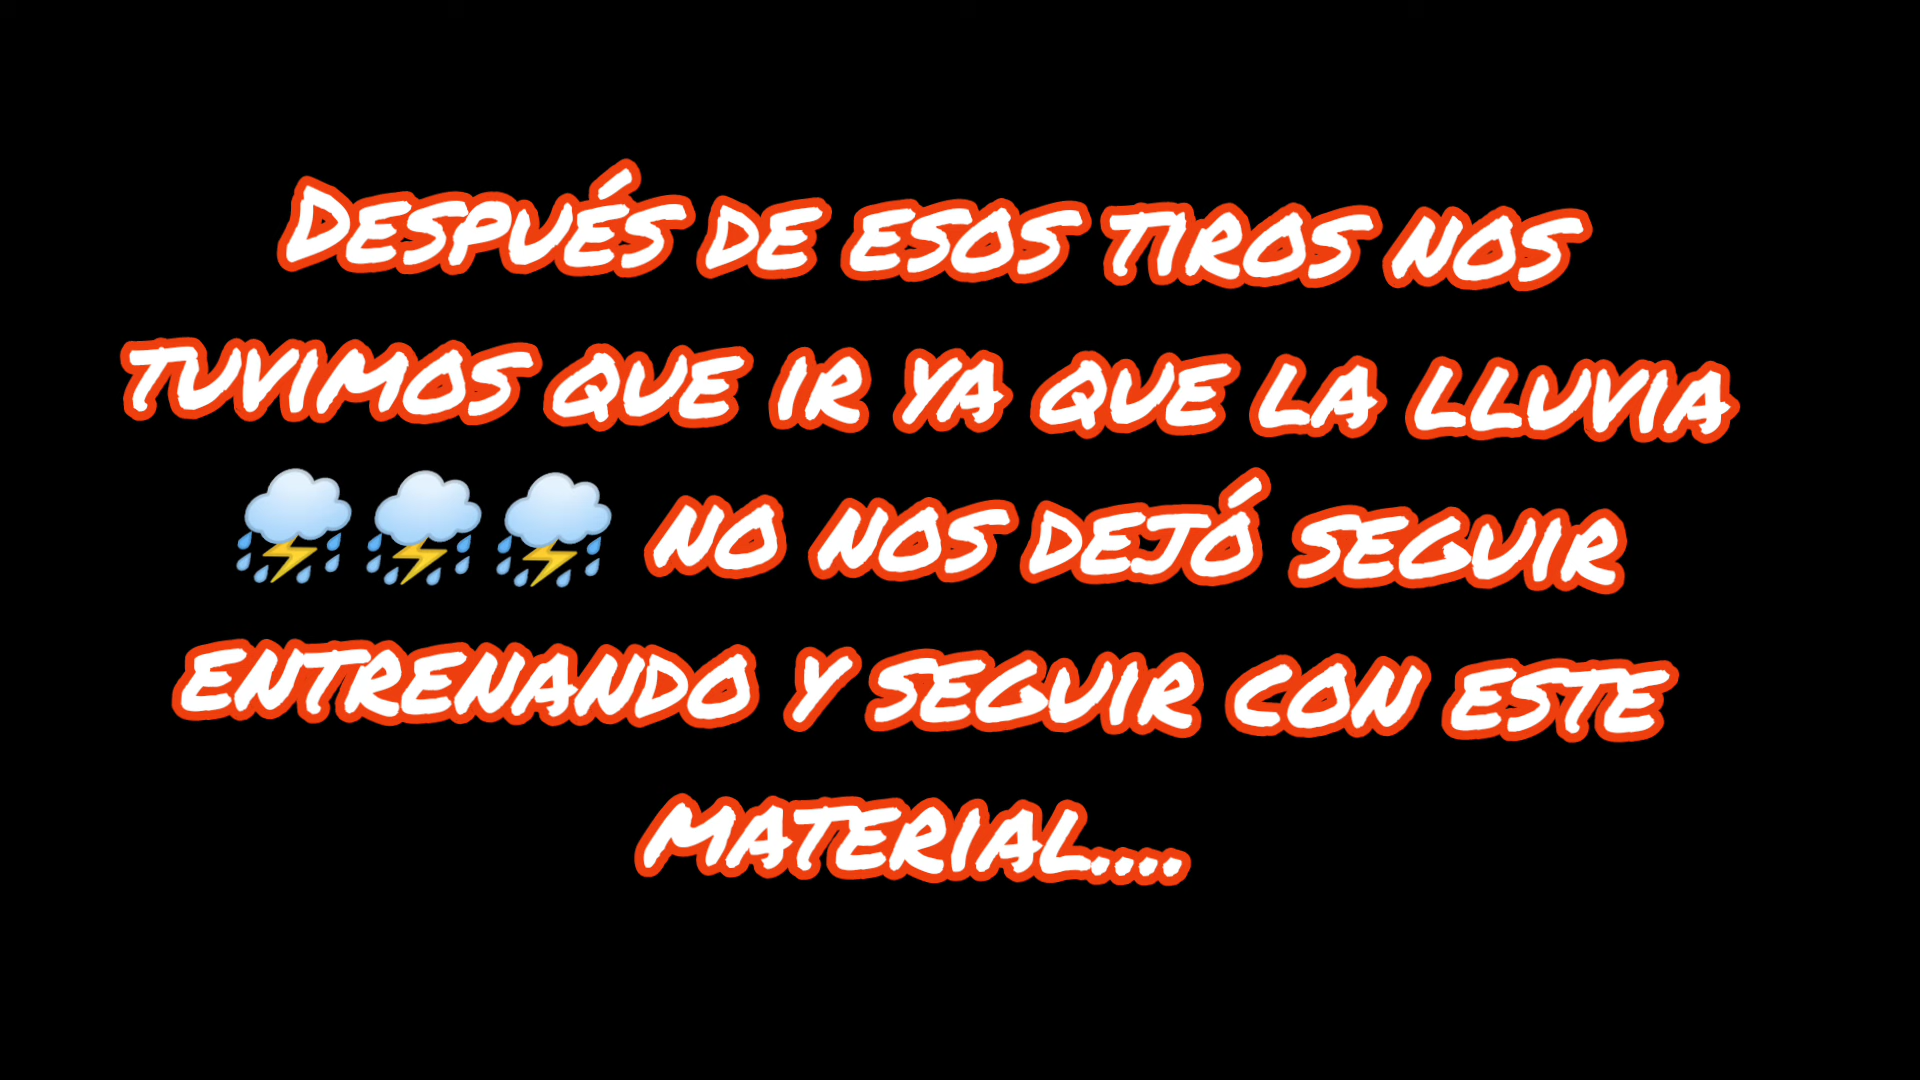 Después de esos tiros nos
tuvimos que ir ya que la lluvia
⛈️⛈️⛈️ no nos dejó seguir
entrenando y seguir con este
material....